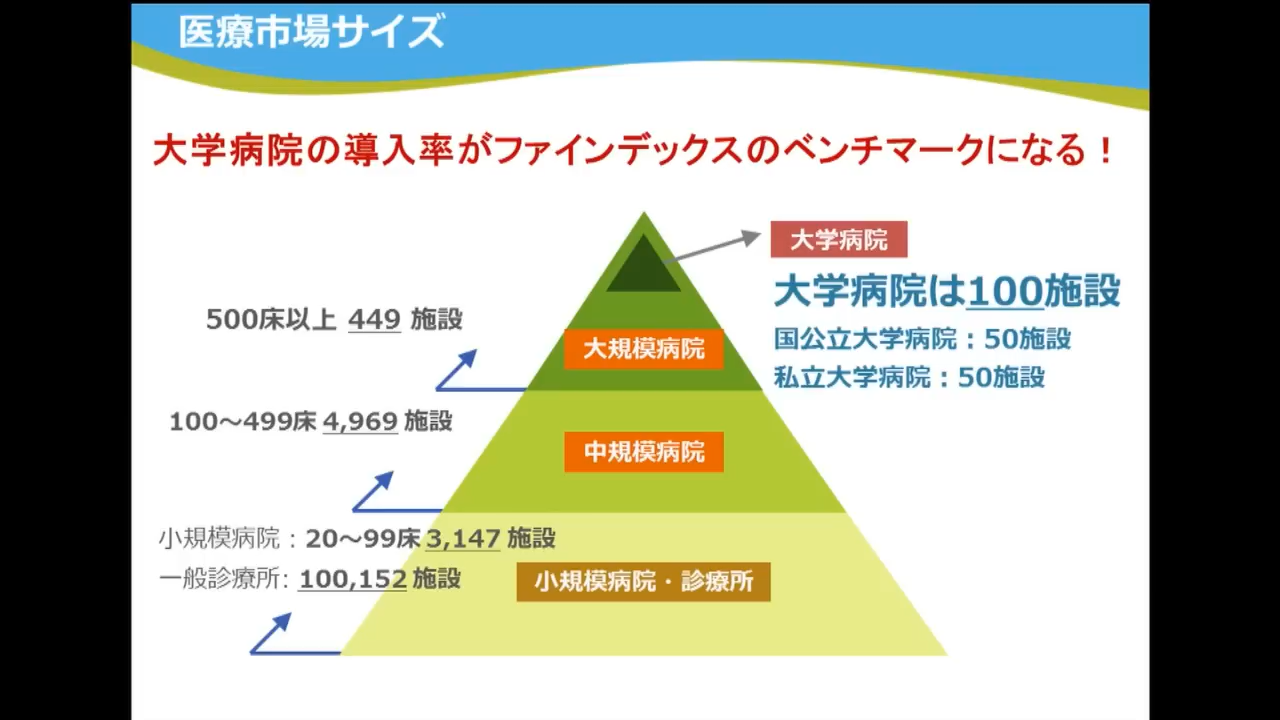 医療市場サイズ
大学病院の導入率がファインデックスのベンチマークになる！
大学病院
大学病院は100施設
国公立大学病院：50施設
私立大学病院：50施設
500床以上 449 施設
大規模病院
100～499床 4,969 施設
中規模病院
小規模病院：20～99床 3,147 施設
一般診療所: 100,152 施設
小規模病院・診療所